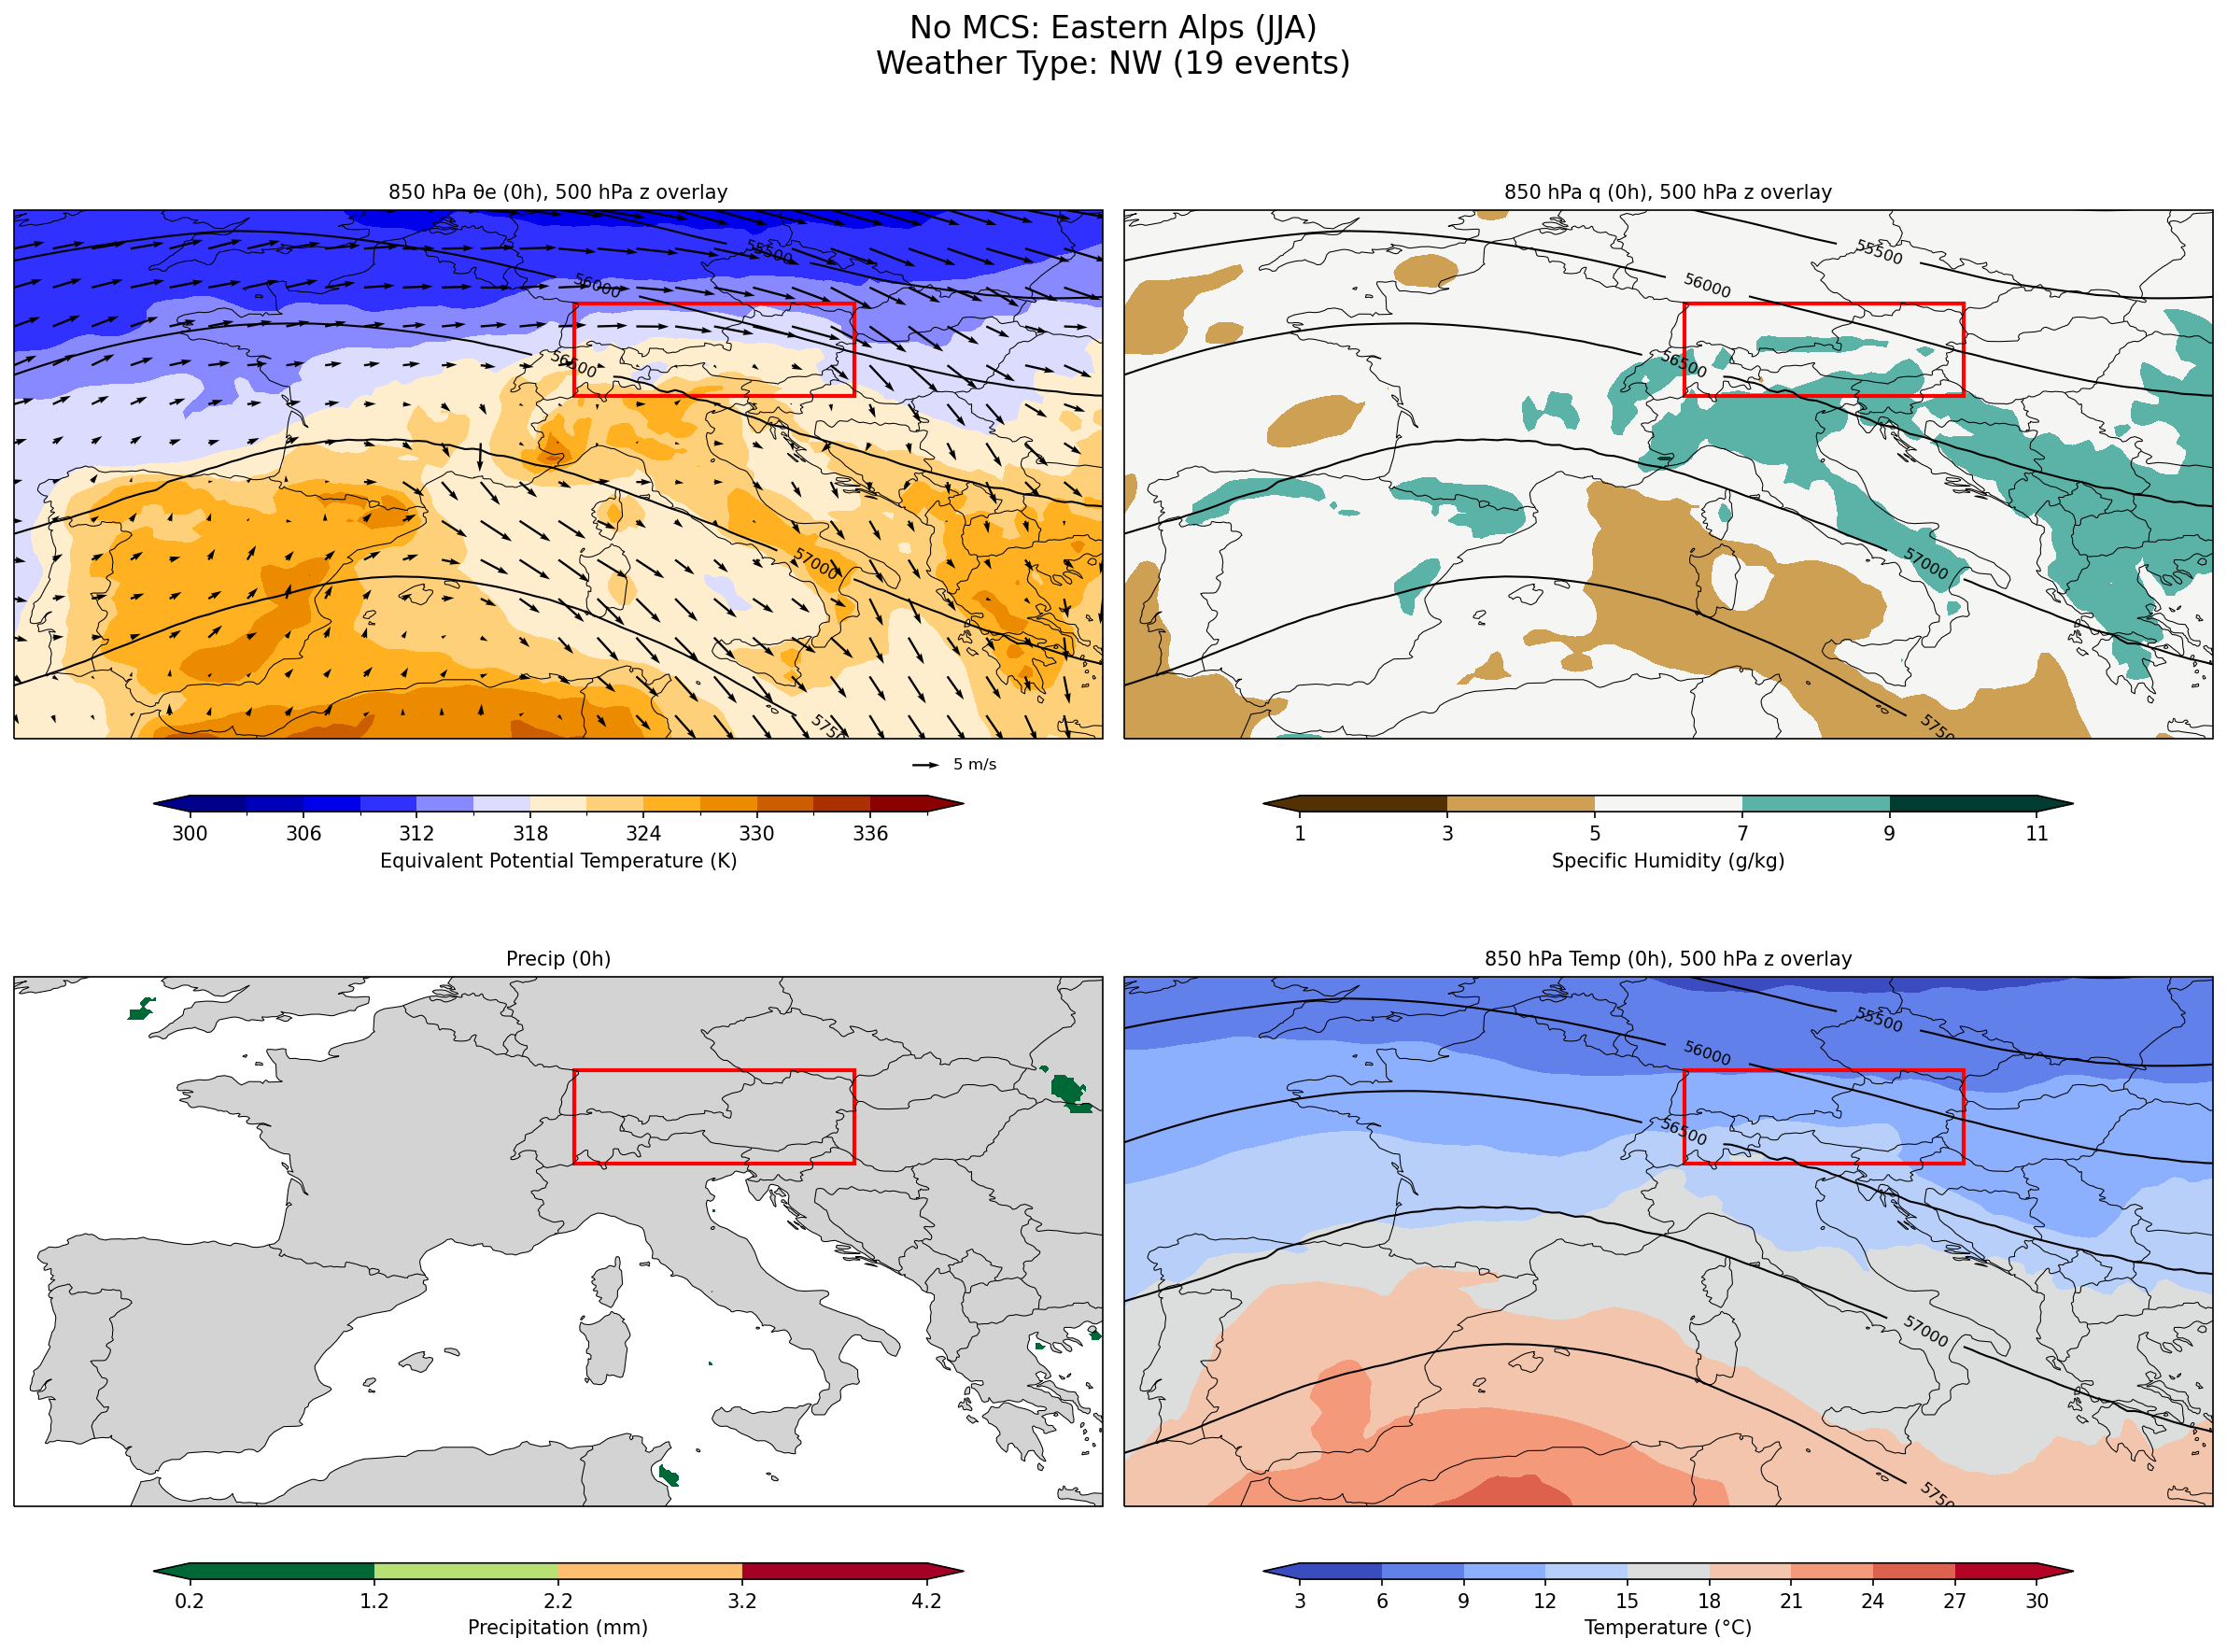 No MCS: Eastern Alps (JJA)
Weather Type: NW (19 events)
850 hPa θe (0h), 500 hPa z overlay
55500
56000
56500
57000
5750
5 m/s
300 306 312 318 324 330 336
Equivalent Potential Temperature (K)
850 hPa q (0h), 500 hPa z overlay
55500
56000
56500
57000
5750
1 3 5 7 9 11
Specific Humidity (g/kg)
Precip (0h)
0.2 1.2 2.2 3.2 4.2
Precipitation (mm)
850 hPa Temp (0h), 500 hPa z overlay
55500
56000
56500
57000
5750
3 6 9 12 15 18 21 24 27 30
Temperature (°C)